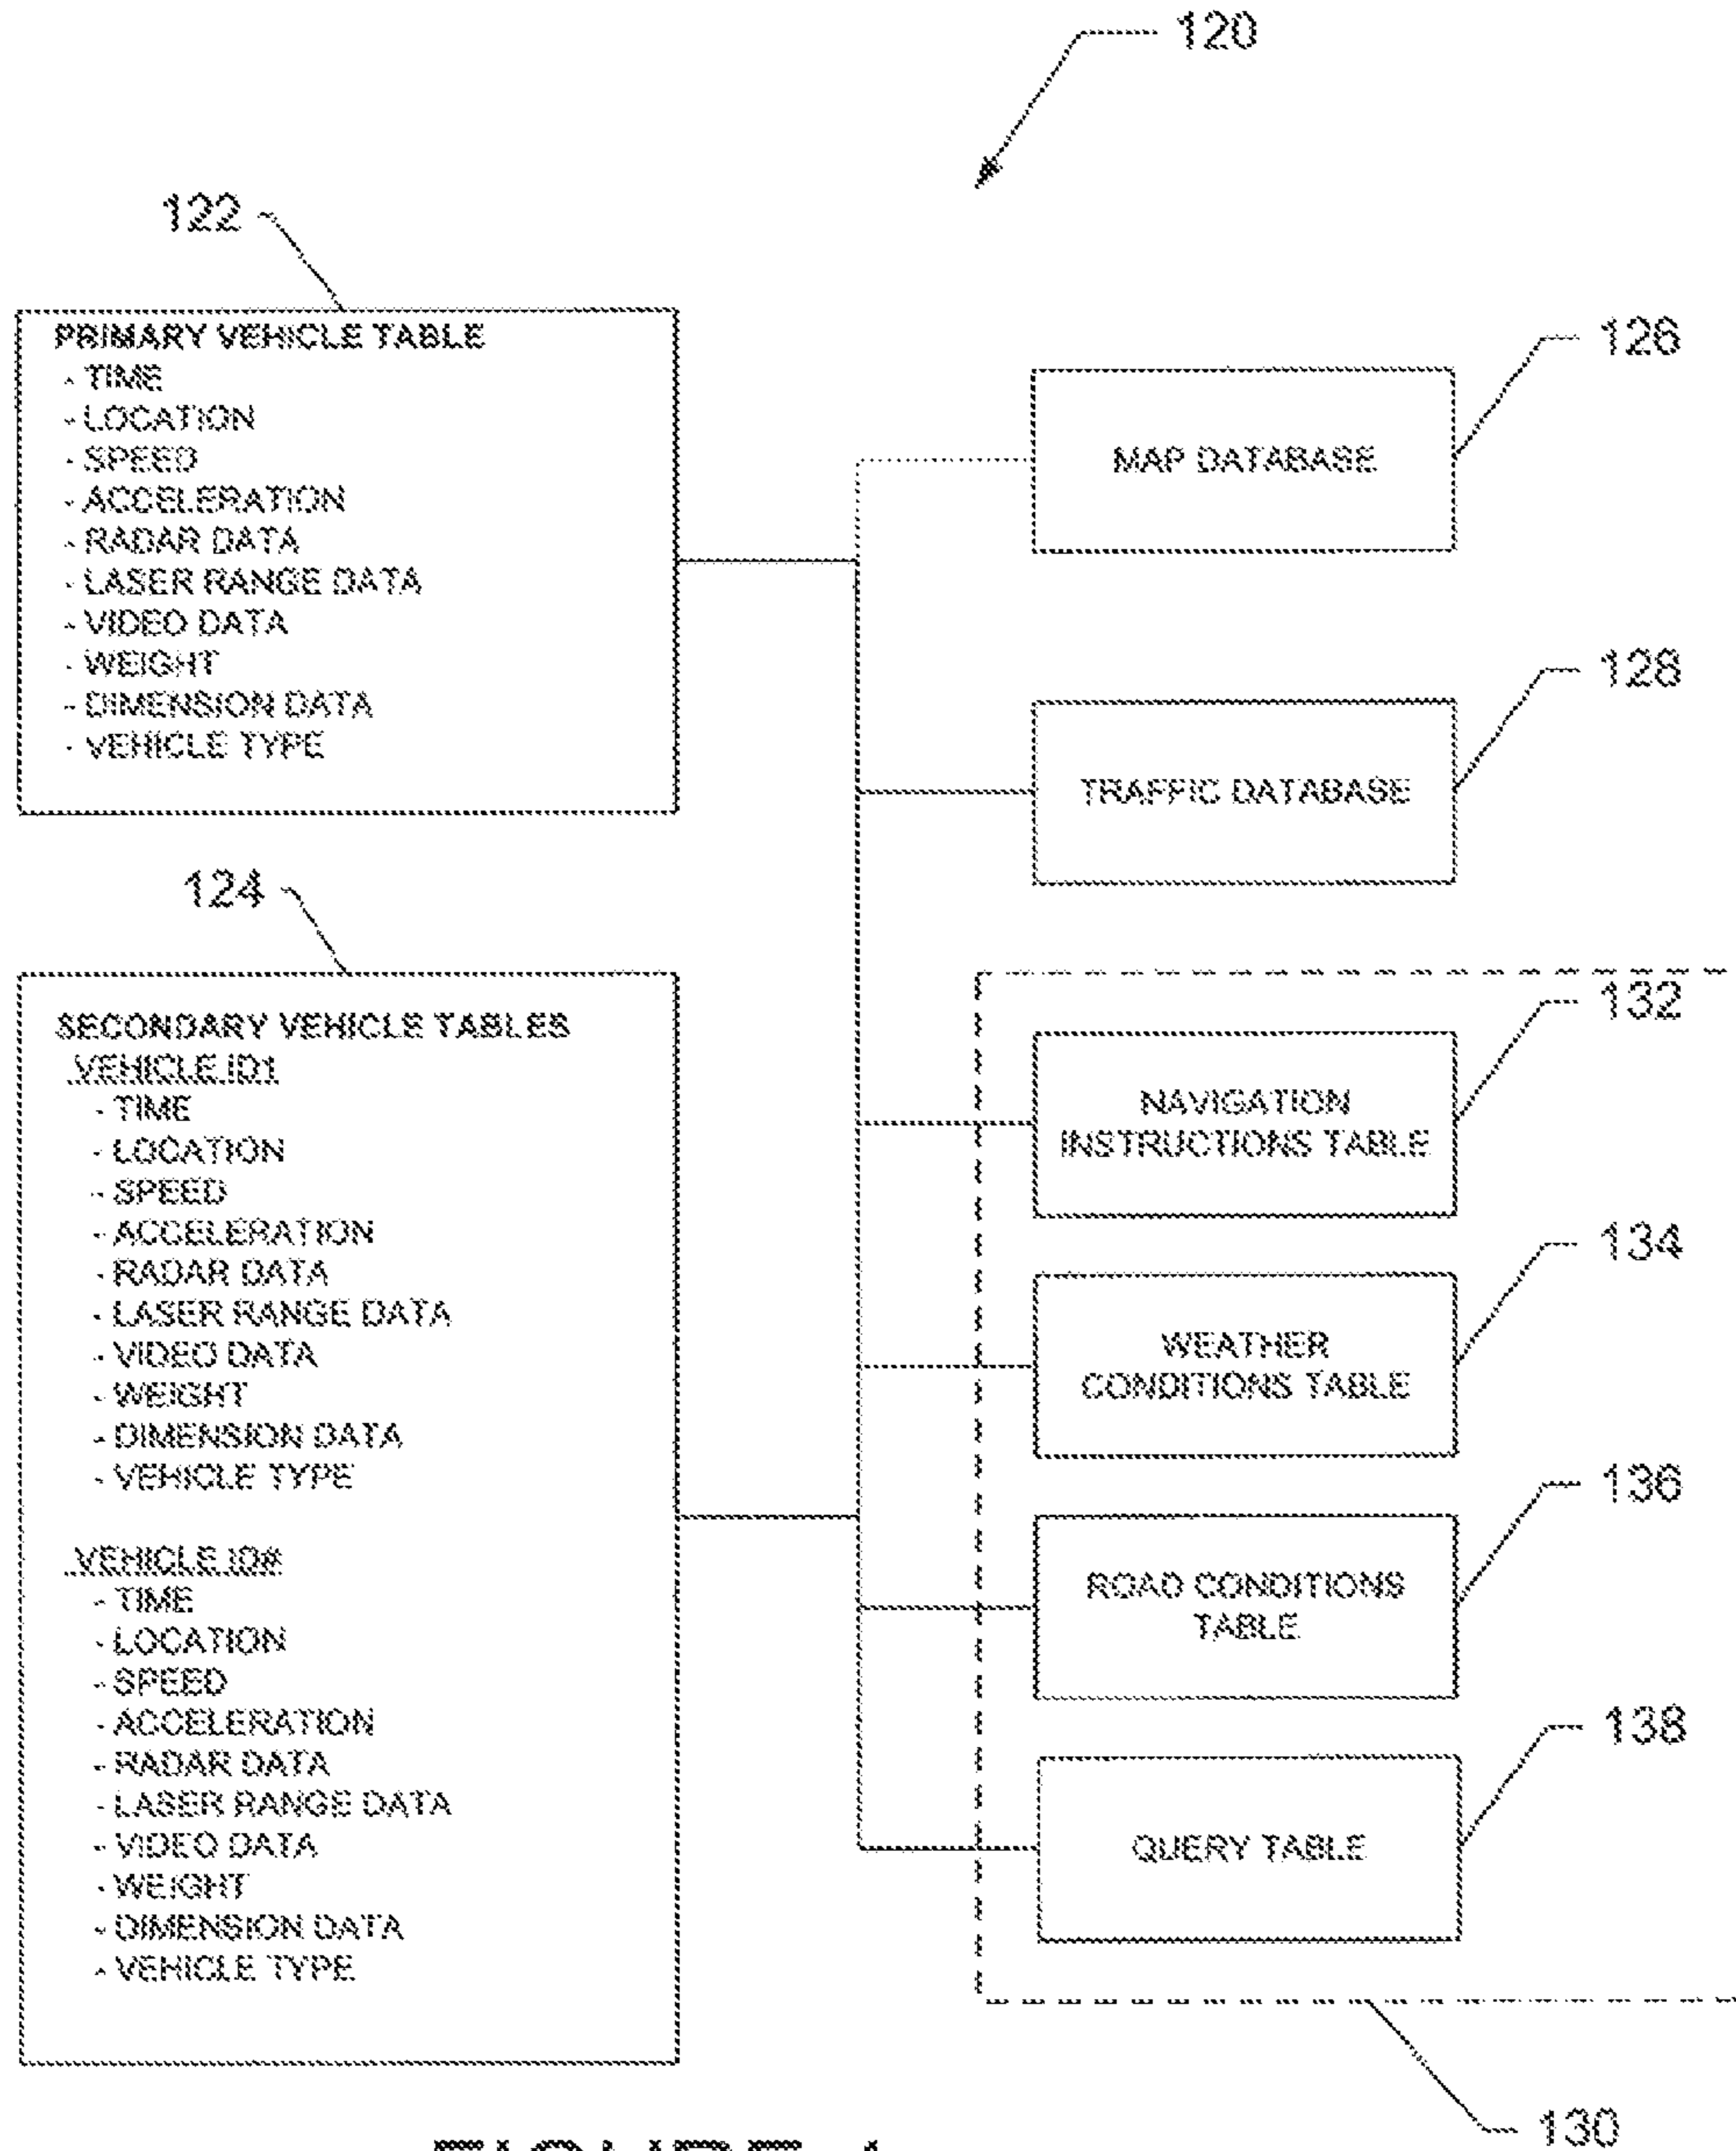 120
122
PRIMARY VEHICLE TABLE
- TIME
- LOCATION
- SPEED
- ACCELERATION
- RADAR DATA
- LASER RANGE DATA
- VIDEO DATA
- WEIGHT
- DIMENSION DATA
- VEHICLE TYPE
124
SECONDARY VEHICLE TABLES
VEHICLE ID1
- TIME
- LOCATION
- SPEED
- ACCELERATION
- RADAR DATA
- LASER RANGE DATA
- VIDEO DATA
- WEIGHT
- DIMENSION DATA
- VEHICLE TYPE
VEHICLE ID#
- TIME
- LOCATION
- SPEED
- ACCELERATION
- RADAR DATA
- LASER RANGE DATA
- VIDEO DATA
- WEIGHT
- DIMENSION DATA
- VEHICLE TYPE
126
MAP DATABASE
128
TRAFFIC DATABASE
132
NAVIGATION
INSTRUCTIONS TABLE
134
WEATHER
CONDITIONS TABLE
136
ROAD CONDITIONS
TABLE
138
QUERY TABLE
130